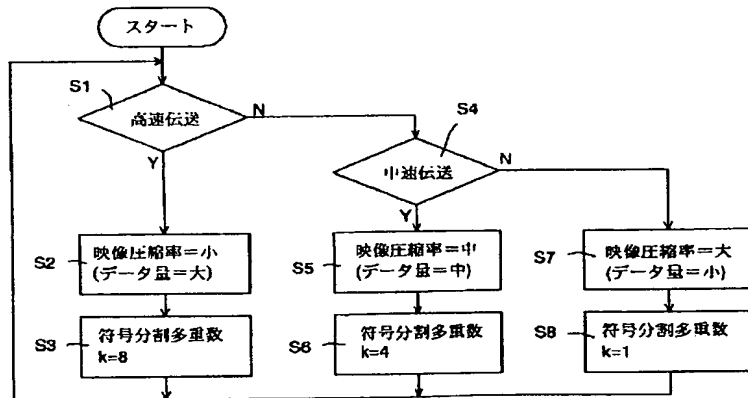 スタート
S1
高速伝送
N
Y
S4
中速伝送
N
Y
S2
映像圧縮率=小
(データ量=大)
S5
映像圧縮率=中
(データ量=中)
S7
映像圧縮率=大
(データ量=小)
S3
符号分割多重数
k=8
S6
符号分割多重数
k=4
S8
符号分割多重数
k=1